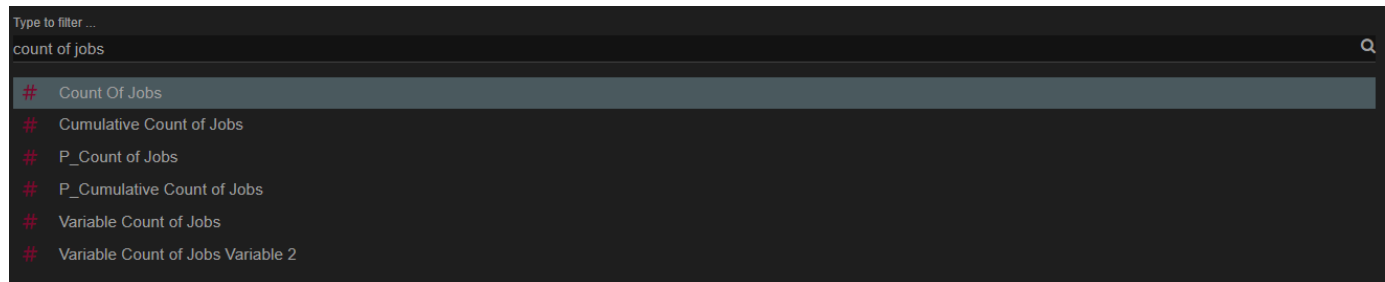 Type to filter ...
count of jobs
# Count Of Jobs
# Cumulative Count of Jobs
# P_Count of Jobs
# P_Cumulative Count of Jobs
# Variable Count of Jobs
# Variable Count of Jobs Variable 2